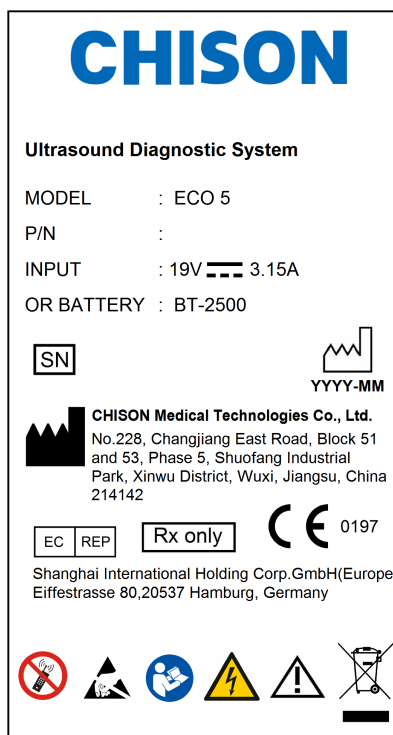 CHISON
Ultrasound Diagnostic System
MODEL : ECO 5
P/N :
INPUT : 19V 3.15A
OR BATTERY : BT-2500
SN
YYYY-MM
CHISON Medical Technologies Co., Ltd.
No.228, Changjiang East Road, Block 51
and 53, Phase 5, Shuofang Industrial
Park, Xinwu District, Wuxi, Jiangsu, China
214142
EC REP
Rx only
CE 0197
Shanghai International Holding Corp.GmbH(Europe
Eiffestrasse 80,20537 Hamburg, Germany